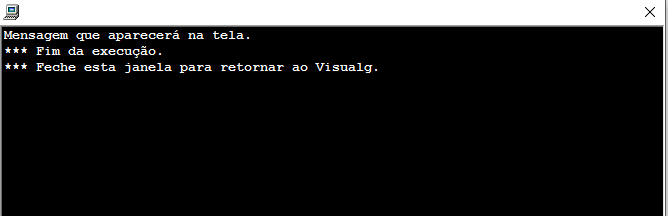 Mensagem que aparecerá na tela.
*** Fim da execução.
*** Feche esta janela para retornar ao Visualg.